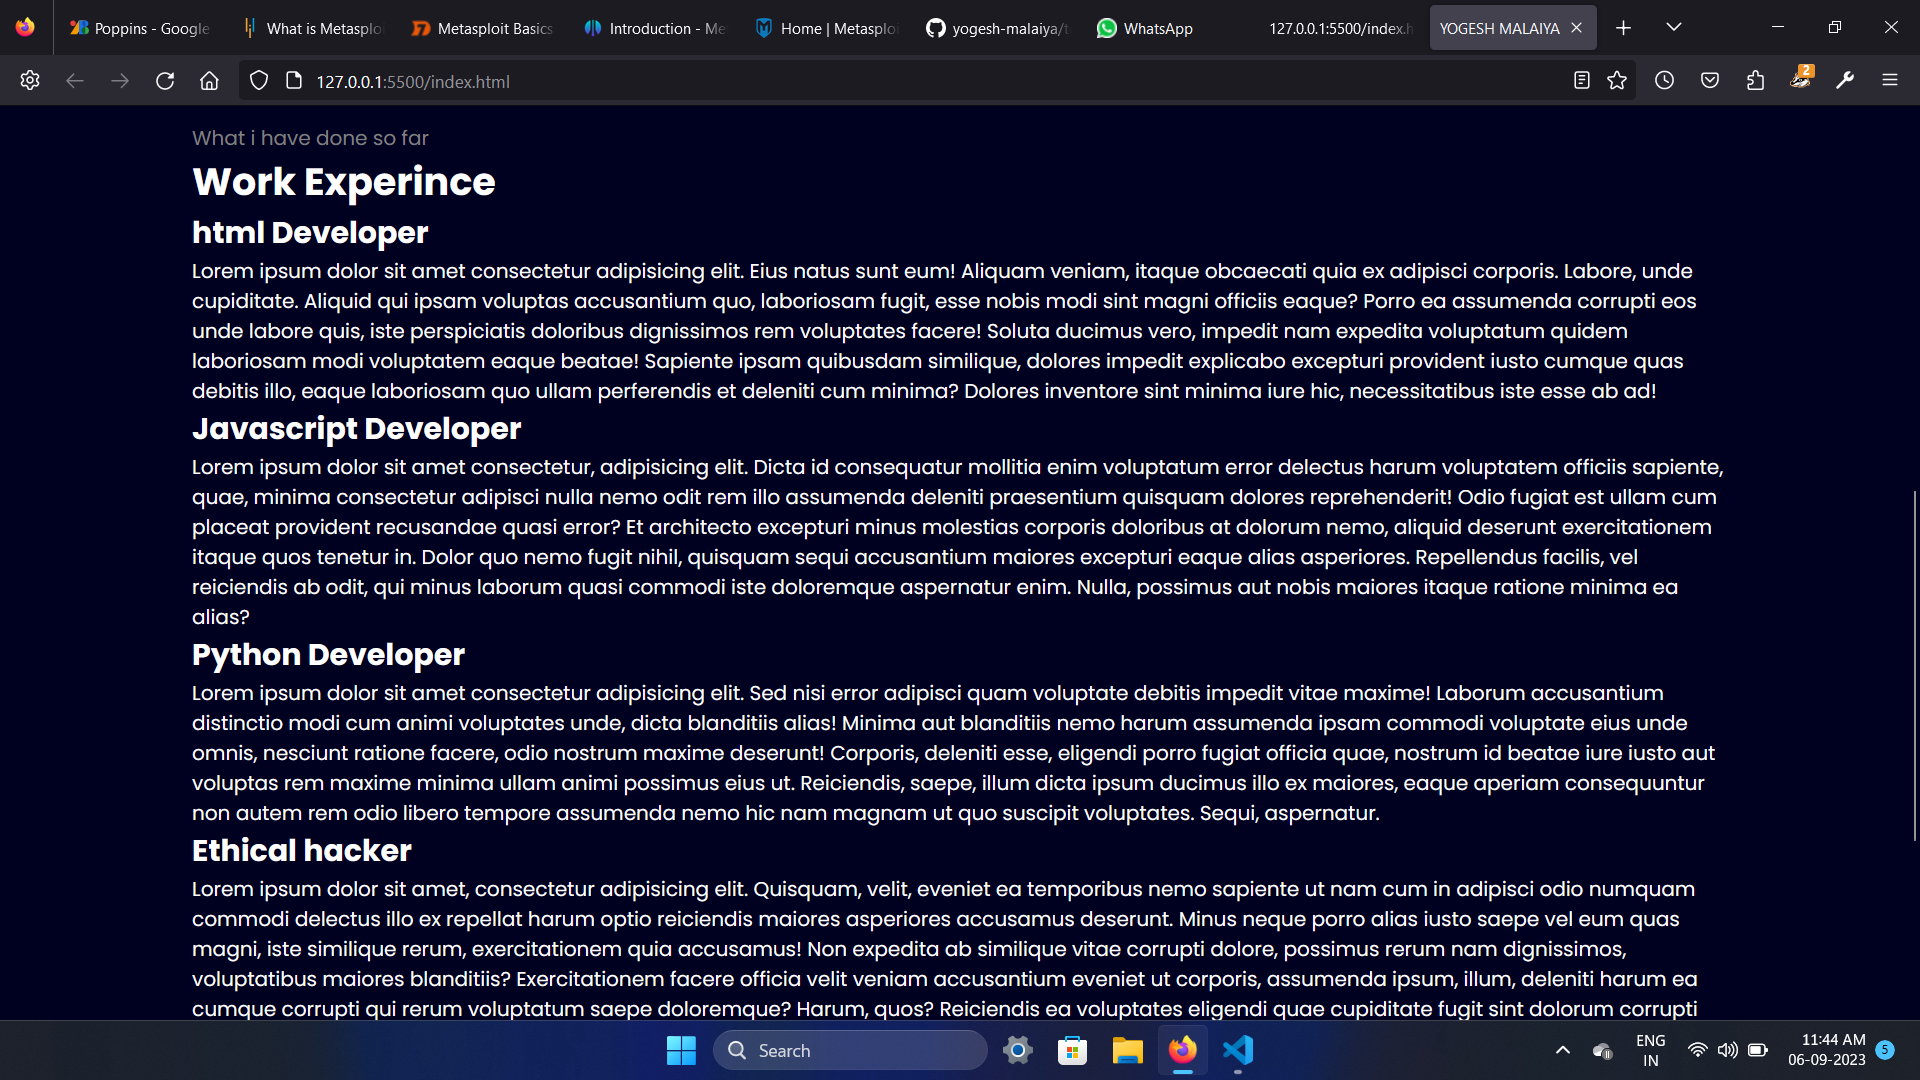 Poppins - Google
What is Metasploi
Metasploit Basics
Introduction - Me
Home | Metasploi
yogesh-malaiya/t
WhatsApp
127.0.0.1:5500/index.h
YOGESH MALAIYA
127.0.0.1:5500/index.html
2
What i have done so far
Work Experince
html Developer
Lorem ipsum dolor sit amet consectetur adipisicing elit. Eius natus sunt eum! Aliquam veniam, itaque obcaecati quia ex adipisci corporis. Labore, unde
cupiditate. Aliquid qui ipsam voluptas accusantium quo, laboriosam fugit, esse nobis modi sint magni officiis eaque? Porro ea assumenda corrupti eos
unde labore quis, iste perspiciatis doloribus dignissimos rem voluptates facere! Soluta ducimus vero, impedit nam expedita voluptatum quidem
laboriosam modi voluptatem eaque beatae! Sapiente ipsam quibusdam similique, dolores impedit explicabo excepturi provident iusto cumque quas
debitis illo, eaque laboriosam quo ullam perferendis et deleniti cum minima? Dolores inventore sint minima iure hic, necessitatibus iste esse ab ad!
Javascript Developer
Lorem ipsum dolor sit amet consectetur, adipisicing elit. Dicta id consequatur mollitia enim voluptatum error delectus harum voluptatem officiis sapiente,
quae, minima consectetur adipisci nulla nemo odit rem illo assumenda deleniti praesentium quisquam dolores reprehenderit! Odio fugiat est ullam cum
placeat provident recusandae quasi error? Et architecto excepturi minus molestias corporis doloribus at dolorum nemo, aliquid deserunt exercitationem
itaque quos tenetur in. Dolor quo nemo fugit nihil, quisquam sequi accusantium maiores excepturi eaque alias asperiores. Repellendus facilis, vel
reiciendis ab odit, qui minus laborum quasi commodi iste doloremque aspernatur enim. Nulla, possimus aut nobis maiores itaque ratione minima ea
alias?
Python Developer
Lorem ipsum dolor sit amet consectetur adipisicing elit. Sed nisi error adipisci quam voluptate debitis impedit vitae maxime! Laborum accusantium
distinctio modi cum animi voluptates unde, dicta blanditiis alias! Minima aut blanditiis nemo harum assumenda ipsam commodi voluptate eius unde
omnis, nesciunt ratione facere, odio nostrum maxime deserunt! Corporis, deleniti esse, eligendi porro fugiat officia quae, nostrum id beatae iure iusto aut
voluptas rem maxime minima ullam animi possimus eius ut. Reiciendis, saepe, illum dicta ipsum ducimus illo ex maiores, eaque aperiam consequuntur
non autem rem odio libero tempore assumenda nemo hic nam magnam ut quo suscipit voluptates. Sequi, aspernatur.
Ethical hacker
Lorem ipsum dolor sit amet, consectetur adipisicing elit. Quisquam, velit, eveniet ea temporibus nemo sapiente ut nam cum in adipisci odio numquam
commodi delectus illo ex repellat harum optio reiciendis maiores asperiores accusamus deserunt. Minus neque porro alias iusto saepe vel eum quas
magni, iste similique rerum, exercitationem quia accusamus! Non expedita ab similique vitae corrupti dolore, possimus rerum nam dignissimos,
voluptatibus maiores blanditiis? Exercitationem facere officia velit veniam accusantium eveniet ut corporis, assumenda ipsum, illum, deleniti harum ea
cumque corrupti qui rerum voluptatum saepe doloremque? Harum, quos? Reiciendis ea voluptates eligendi quae cupiditate fugit sint dolorum corrupti
Search
ENG
IN
11:44 AM
06-09-2023
5